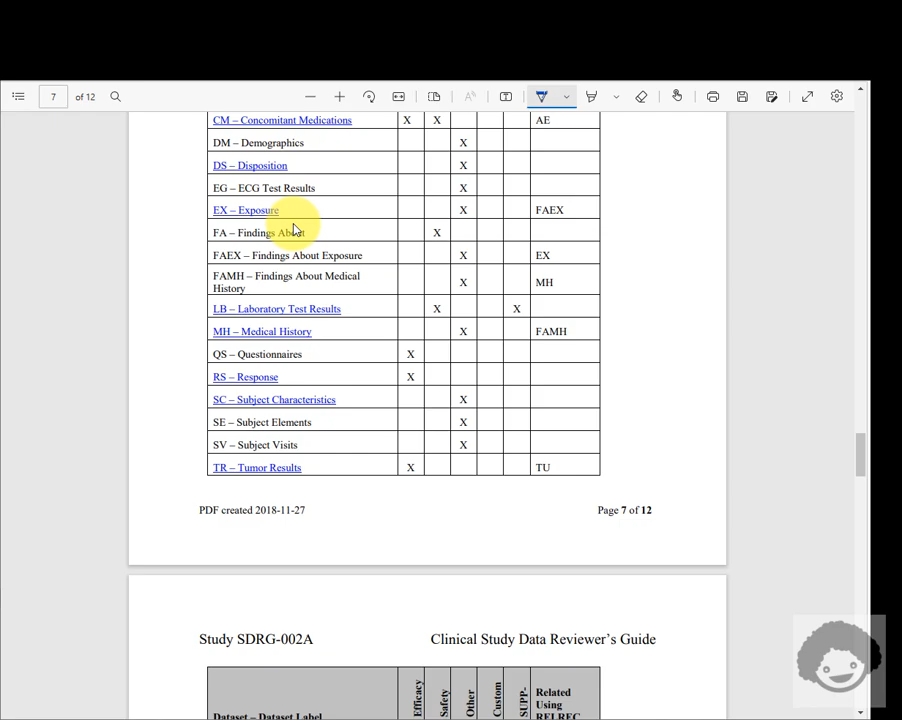 7 of 12
CM – Concomitant Medications X X AE
DM – Demographics X
DS – Disposition X
EG – ECG Test Results X
EX – Exposure X FAEX
FA – Findings About X
FAEX – Findings About Exposure X EX
FAMH – Findings About Medical
History X MH
LB – Laboratory Test Results X X
MH – Medical History X FAMH
QS – Questionnaires X
RS – Response X
SC – Subject Characteristics X
SE – Subject Elements X
SV – Subject Visits X
TR – Tumor Results X TU
PDF created 2018-11-27 Page 7 of 12
Study SDRG-002A Clinical Study Data Reviewer's Guide
Dataset – Dataset Label Efficacy Safety Other Custom SUPP- Related
Using
RELREC